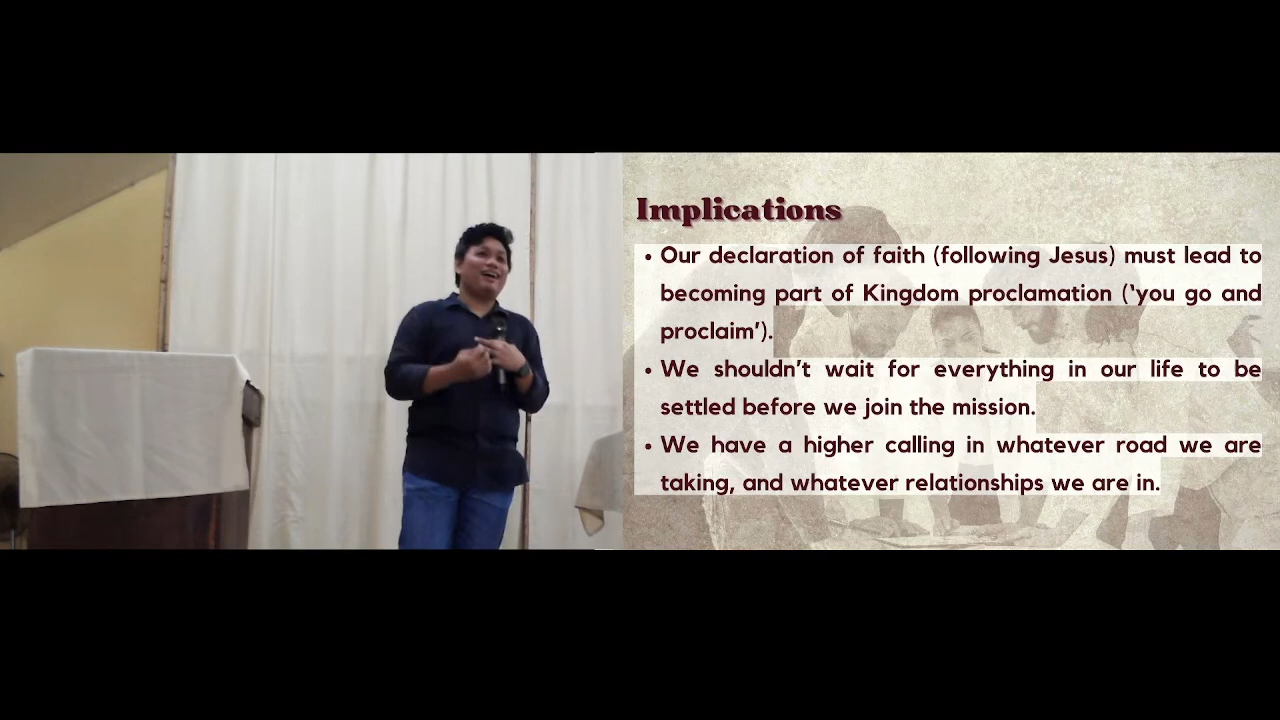 Implications
• Our declaration of faith (following Jesus) must lead to
becoming part of Kingdom proclamation (‘you go and
proclaim’).
• We shouldn’t wait for everything in our life to be
settled before we join the mission.
• We have a higher calling in whatever road we are
taking, and whatever relationships we are in.